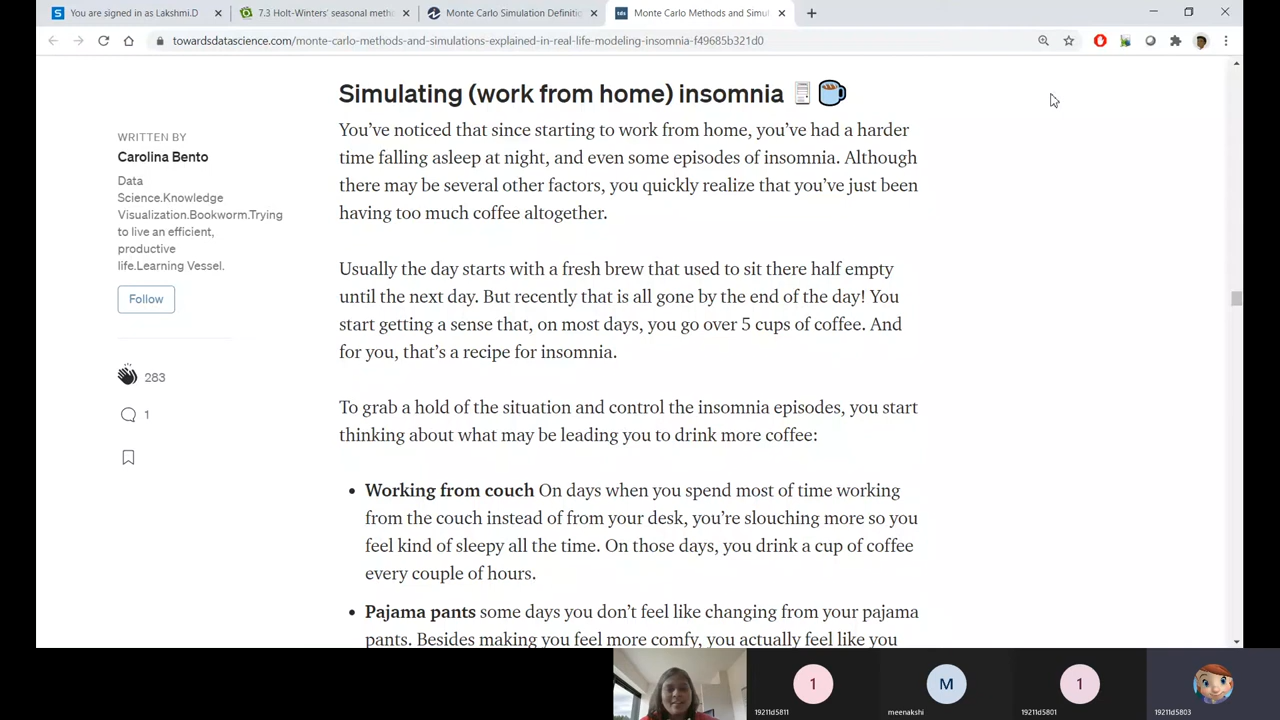 You are signed in as Lakshmi.D
7.3 Holt-Winters' seasonal meth
Monte Carlo Simulation Definiti
Monte Carlo Methods and Simul
towardsdatascience.com/monte-carlo-methods-and-simulations-explained-in-real-life-modeling-insomnia-f49685b321d0
Simulating (work from home) insomnia
WRITTEN BY
Carolina Bento
Data
Science.Knowledge
Visualization.Bookworm.Trying
to live an efficient,
productive
life.Learning Vessel.
Follow
283
1
You've noticed that since starting to work from home, you've had a harder
time falling asleep at night, and even some episodes of insomnia. Although
there may be several other factors, you quickly realize that you've just been
having too much coffee altogether.
Usually the day starts with a fresh brew that used to sit there half empty
until the next day. But recently that is all gone by the end of the day! You
start getting a sense that, on most days, you go over 5 cups of coffee. And
for you, that's a recipe for insomnia.
To grab a hold of the situation and control the insomnia episodes, you start
thinking about what may be leading you to drink more coffee:
• Working from couch On days when you spend most of time working
from the couch instead of from your desk, you're slouching more so you
feel kind of sleepy all the time. On those days, you drink a cup of coffee
every couple of hours.
• Pajama pants some days you don't feel like changing from your pajama
pants. Besides making you feel more comfy, you actually feel like you
1
19211d5811
M
meenakshi
1
19211d5801
19211d5803